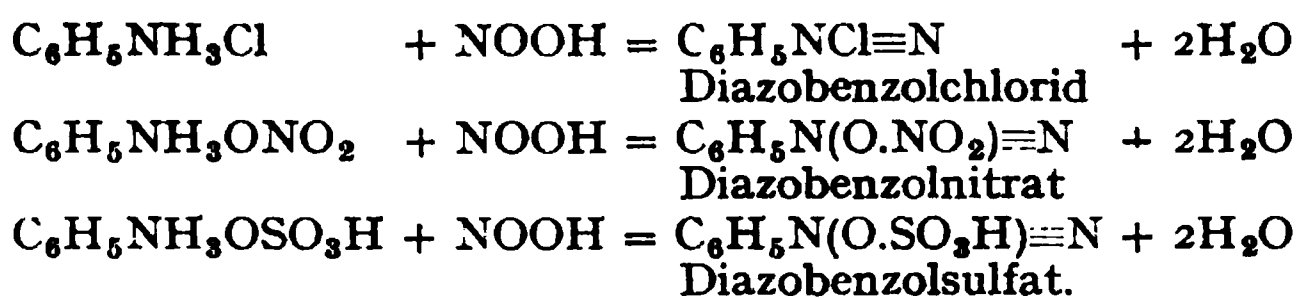 C₆H₅NH₃Cl + NOOH = C₆H₅NCl≡N + 2H₂O
Diazobenzolchlorid
C₆H₅NH₃ONO₂ + NOOH = C₆H₅N(O.NO₂)≡N + 2H₂O
Diazobenzolnitrat
C₆H₅NH₃OSO₃H + NOOH = C₆H₅N(O.SO₃H)≡N + 2H₂O
Diazobenzolsulfat.